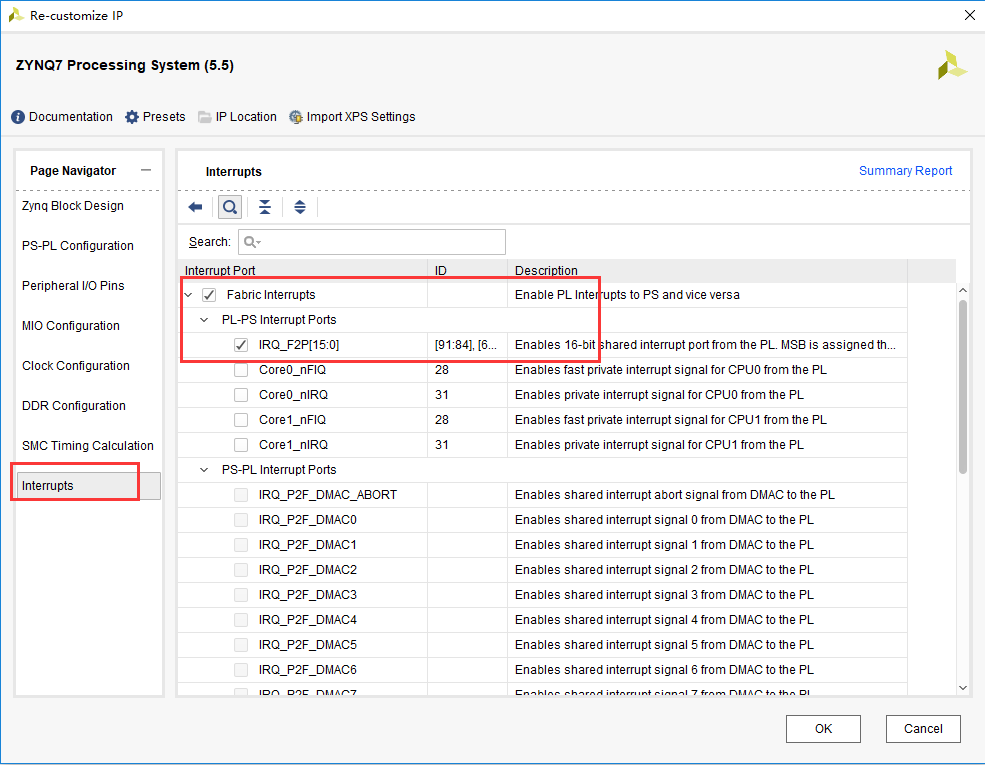 Re-customize IP
ZYNQ7 Processing System (5.5)
Documentation Presets IP Location Import XPS Settings
Page Navigator
Zynq Block Design
PS-PL Configuration
Peripheral I/O Pins
MIO Configuration
Clock Configuration
DDR Configuration
SMC Timing Calculation
Interrupts
Interrupts Summary Report
Search:
Interrupt Port ID Description
Fabric Interrupts Enable PL Interrupts to PS and vice versa
PL-PS Interrupt Ports
IRQ_F2P[15:0] [91:84], [6... Enables 16-bit shared interrupt port from the PL. MSB is assigned th...
Core0_nFIQ 28 Enables fast private interrupt signal for CPU0 from the PL
Core0_nIRQ 31 Enables private interrupt signal for CPU0 from the PL
Core1_nFIQ 28 Enables fast private interrupt signal for CPU1 from the PL
Core1_nIRQ 31 Enables private interrupt signal for CPU1 from the PL
PS-PL Interrupt Ports
IRQ_P2F_DMAC_ABORT Enables shared interrupt abort signal from DMAC to the PL
IRQ_P2F_DMAC0 Enables shared interrupt signal 0 from DMAC to the PL
IRQ_P2F_DMAC1 Enables shared interrupt signal 1 from DMAC to the PL
IRQ_P2F_DMAC2 Enables shared interrupt signal 2 from DMAC to the PL
IRQ_P2F_DMAC3 Enables shared interrupt signal 3 from DMAC to the PL
IRQ_P2F_DMAC4 Enables shared interrupt signal 4 from DMAC to the PL
IRQ_P2F_DMAC5 Enables shared interrupt signal 5 from DMAC to the PL
IRQ_P2F_DMAC6 Enables shared interrupt signal 6 from DMAC to the PL
IRQ_P2F_DMAC7 Enables shared interrupt signal 7 from DMAC to the PL
OK Cancel